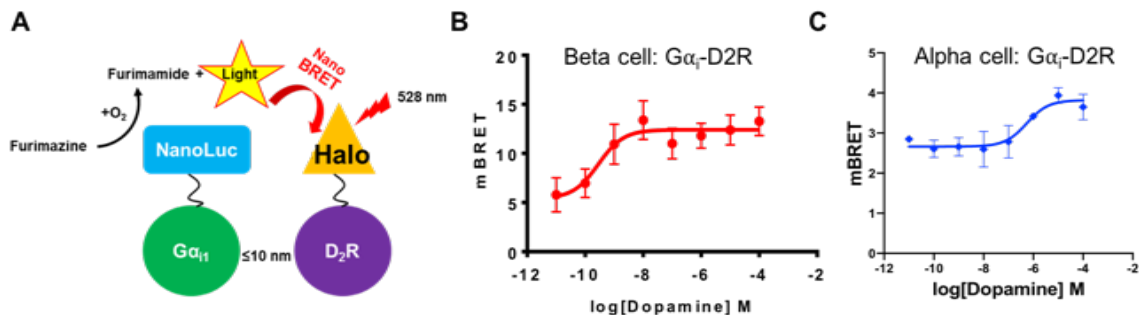 A
Furimamide +
Light
Nano
BRET
528 nm
+O₂
Furimazine
NanoLuc
Halo
Gαi1
≤10 nm
D₂R
B
Beta cell: Gαi-D2R
mBRET
20
15
10
5
0
-12
-10
-8
-6
-4
-2
log[Dopamine] M
C
Alpha cell: Gαi-D2R
mBRET
5
4
3
2
1
0
-12
-10
-8
-6
-4
-2
log[Dopamine] M